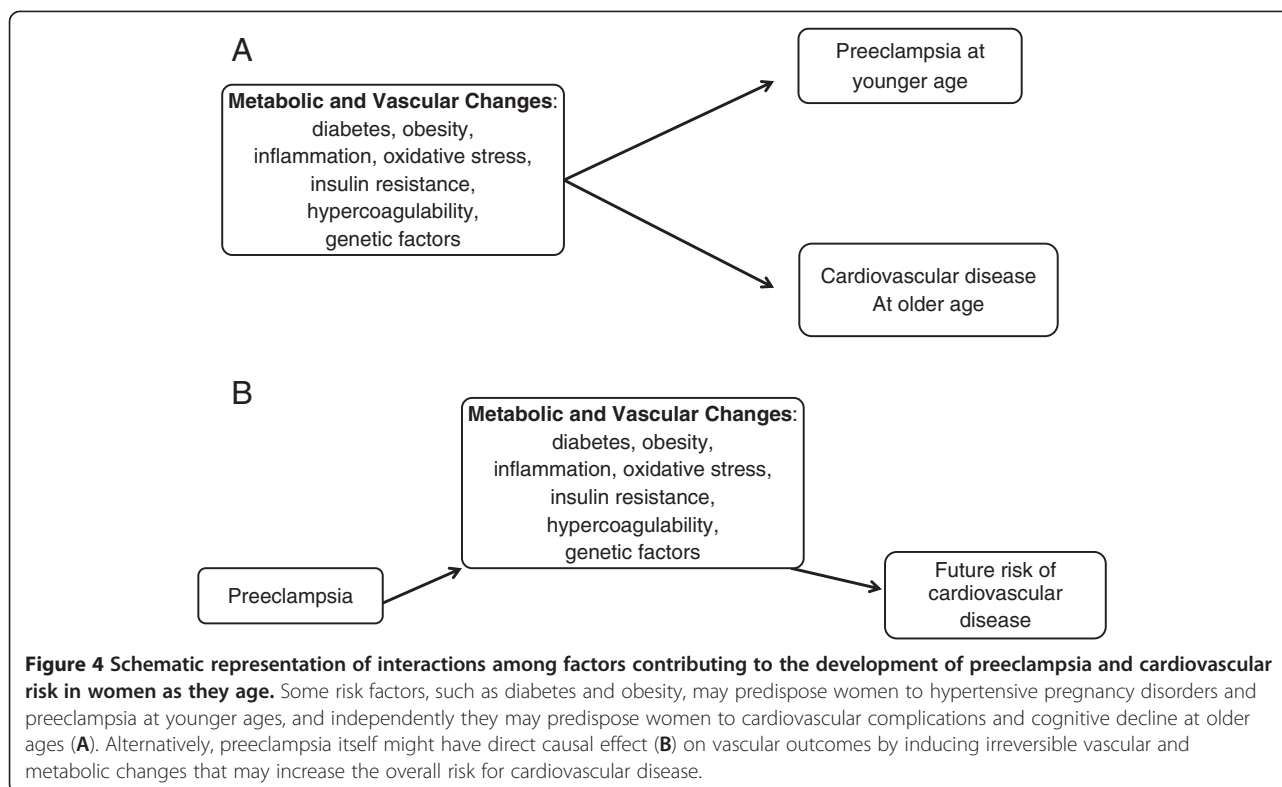 A
Preeclampsia at
younger age
Metabolic and Vascular Changes:
diabetes, obesity,
inflammation, oxidative stress,
insulin resistance,
hypercoagulability,
genetic factors
Cardiovascular disease
At older age
B
Metabolic and Vascular Changes:
diabetes, obesity,
inflammation, oxidative stress,
insulin resistance,
hypercoagulability,
genetic factors
Preeclampsia
Future risk of
cardiovascular
disease
Figure 4 Schematic representation of interactions among factors contributing to the development of preeclampsia and cardiovascular
risk in women as they age. Some risk factors, such as diabetes and obesity, may predispose women to hypertensive pregnancy disorders and
preeclampsia at younger ages, and independently they may predispose women to cardiovascular complications and cognitive decline at older
ages (A). Alternatively, preeclampsia itself might have direct causal effect (B) on vascular outcomes by inducing irreversible vascular and
metabolic changes that may increase the overall risk for cardiovascular disease.